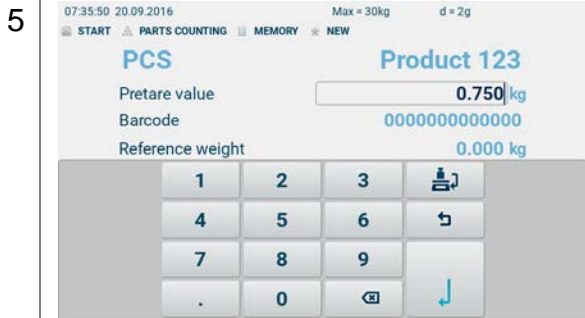 5
07:35:50 20.09.2016 Max = 30kg d = 2g
START PARTS COUNTING MEMORY NEW
PCS Product 123
Pretare value 0.750 kg
Barcode 0000000000000
Reference weight 0.000 kg
1 2 3
4 5 6
7 8 9
. 0